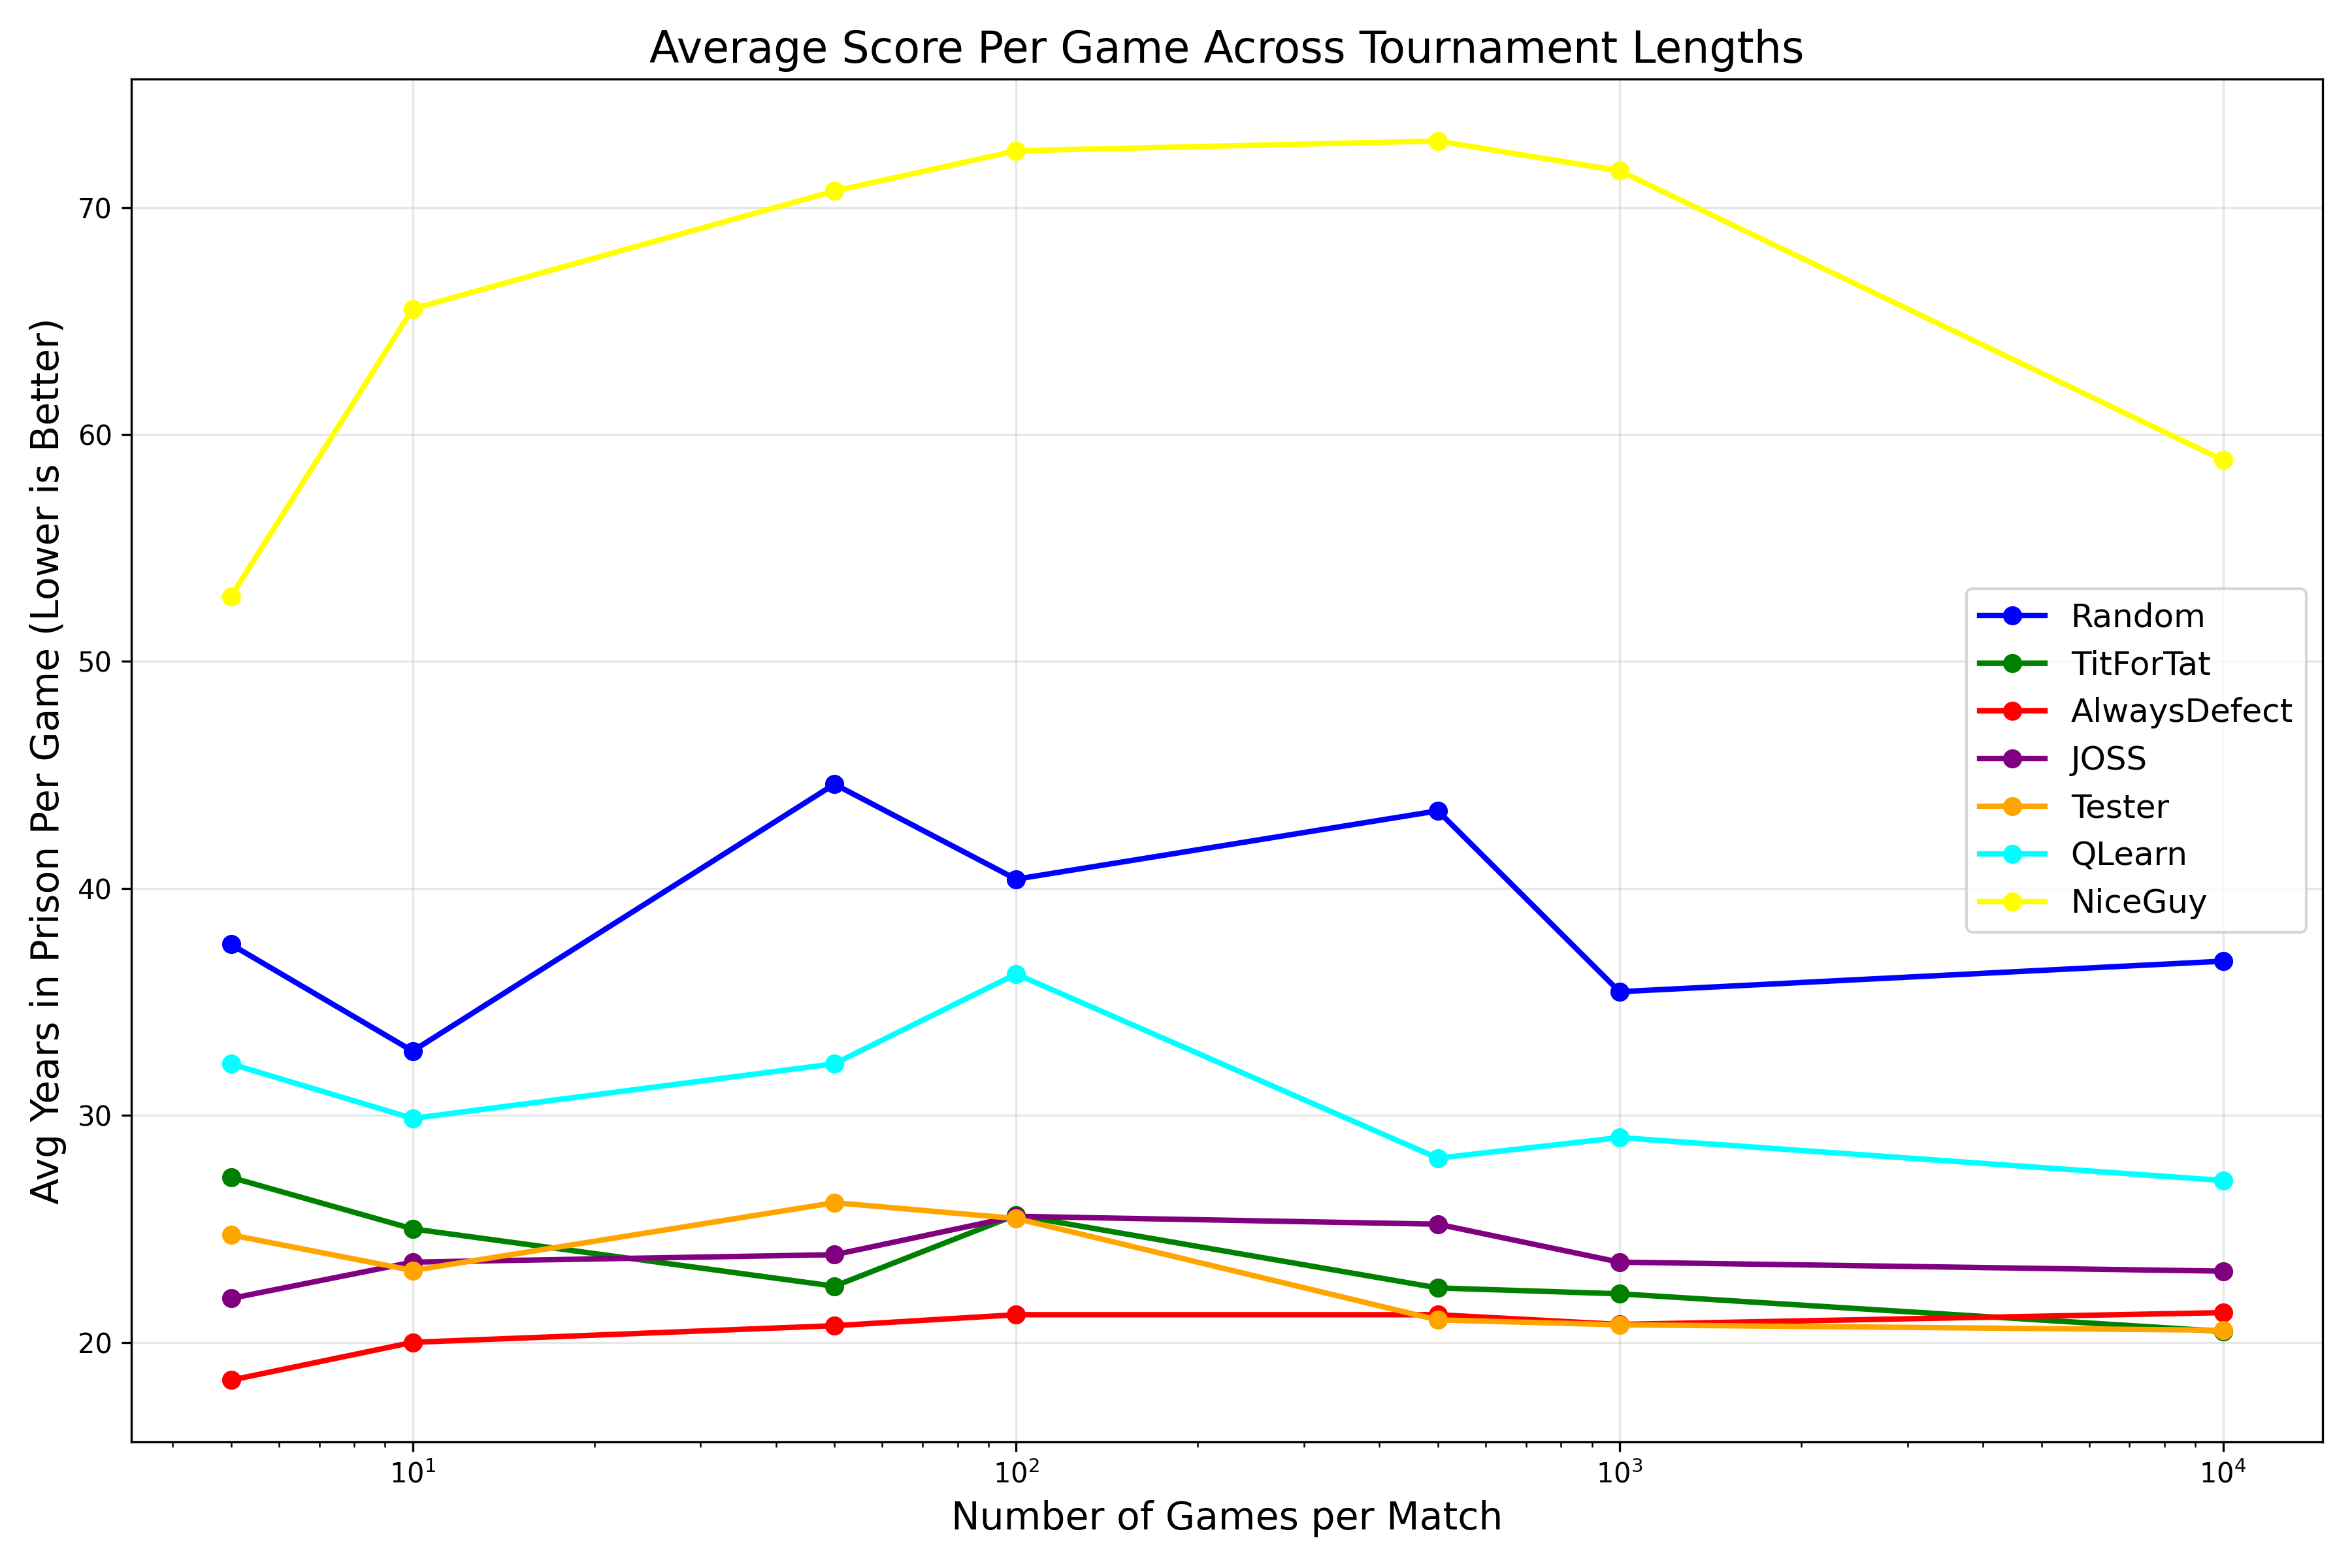 Average Score Per Game Across Tournament Lengths
Avg Years in Prison Per Game (Lower is Better)
70
60
50
40
30
20
Random
TitForTat
AlwaysDefect
JOSS
Tester
QLearn
NiceGuy
10¹
10²
10³
10⁴
Number of Games per Match